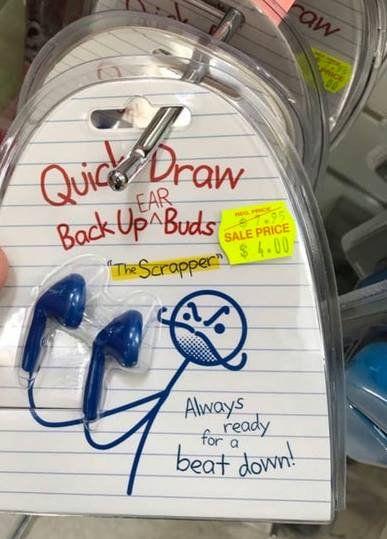 Quick Draw
EAR
Back Up ^ Buds
REG. PRICE
$ 7.95
SALE PRICE
$ 4.00
"The Scrapper"
Always
ready
for a
beat down!